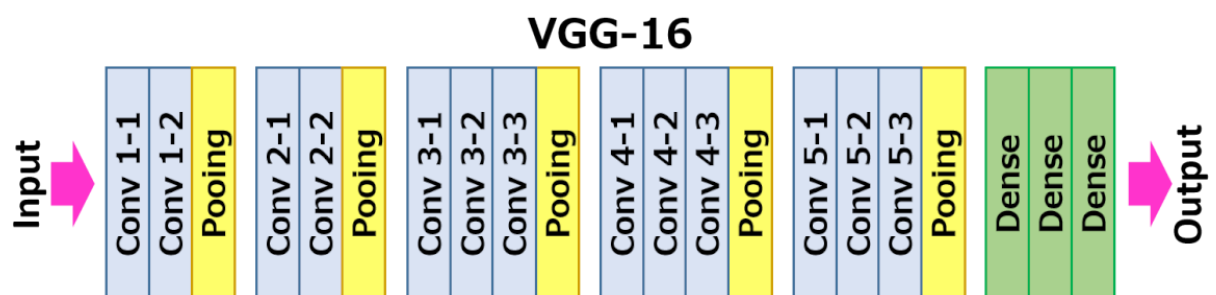 VGG-16
Input
Conv 1-1
Conv 1-2
Pooing
Conv 2-1
Conv 2-2
Pooing
Conv 3-1
Conv 3-2
Conv 3-3
Pooing
Conv 4-1
Conv 4-2
Conv 4-3
Pooing
Conv 5-1
Conv 5-2
Conv 5-3
Pooing
Dense
Dense
Dense
Output